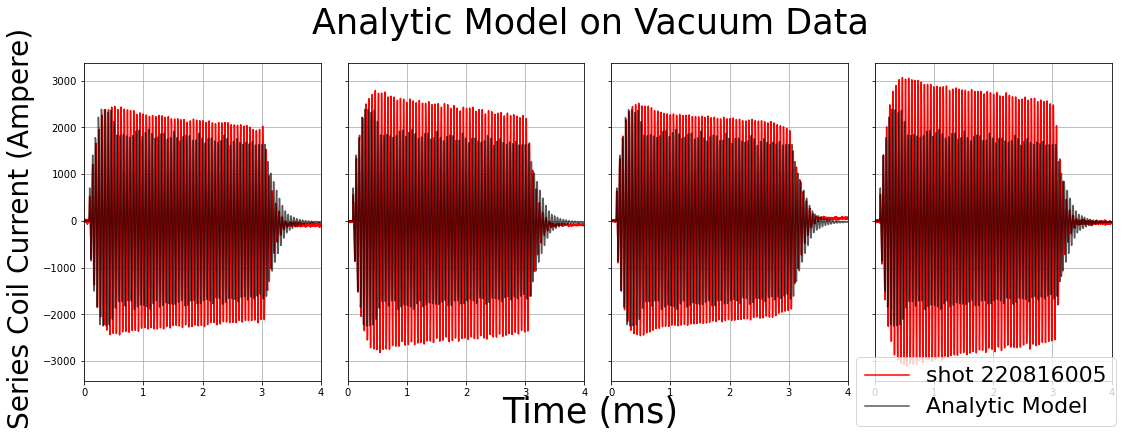 Analytic Model on Vacuum Data
Series Coil Current (Ampere)
3000
2000
1000
0
−1000
−2000
−3000
0 1 2 3 4
0 1 2 3 4
0 1 2 3 4
0 1 2 3 4
Time (ms)
shot 220816005
Analytic Model